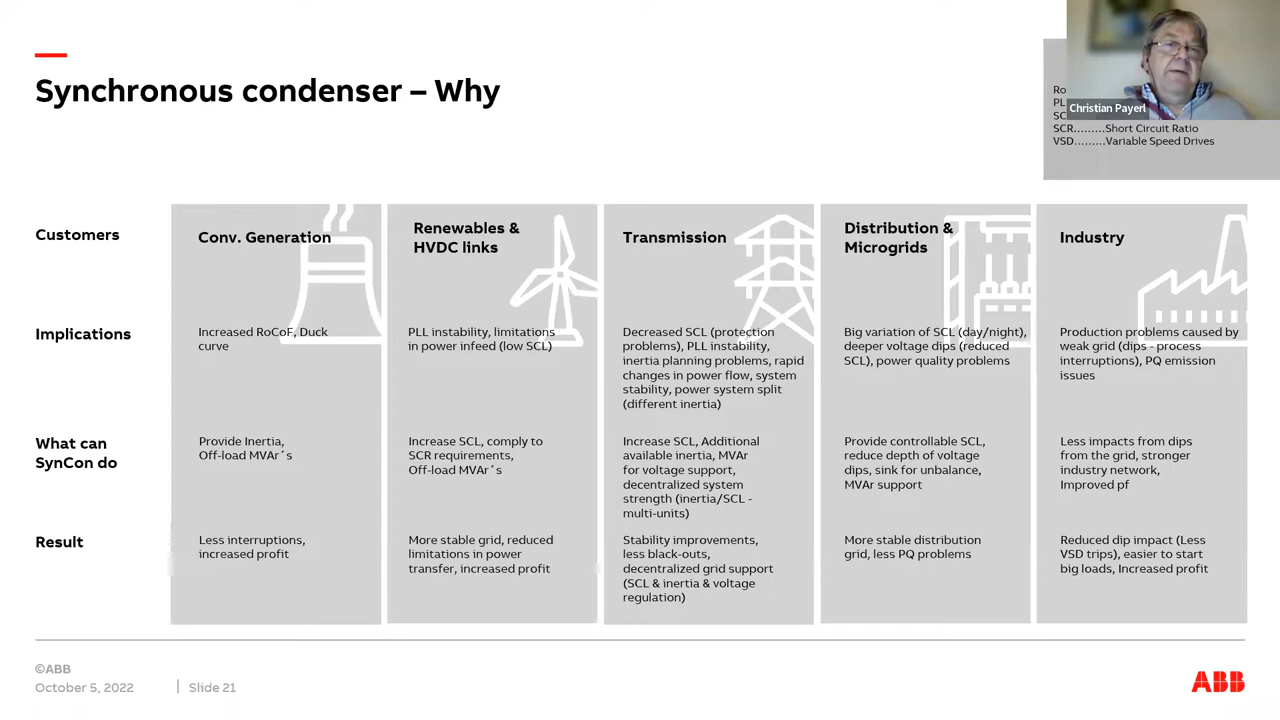 Synchronous condenser – Why
Ro
PL
SC
SCR.........Short Circuit Ratio
VSD.........Variable Speed Drives
Christian Payerl
Customers
Conv. Generation
Renewables &
HVDC links
Transmission
Distribution &
Microgrids
Industry
Implications
Increased RoCoF, Duck
curve
PLL instability, limitations
in power infeed (low SCL)
Decreased SCL (protection
problems), PLL instability,
inertia planning problems, rapid
changes in power flow, system
stability, power system split
(different inertia)
Big variation of SCL (day/night),
deeper voltage dips (reduced
SCL), power quality problems
Production problems caused by
weak grid (dips - process
interruptions), PQ emission
issues
What can
SynCon do
Provide Inertia,
Off-load MVAr´s
Increase SCL, comply to
SCR requirements,
Off-load MVAr´s
Increase SCL, Additional
available inertia, MVAr
for voltage support,
decentralized system
strength (inertia/SCL -
multi-units)
Provide controllable SCL,
reduce depth of voltage
dips, sink for unbalance,
MVAr support
Less impacts from dips
from the grid, stronger
industry network,
Improved pf
Result
Less interruptions,
increased profit
More stable grid, reduced
limitations in power
transfer, increased profit
Stability improvements,
less black-outs,
decentralized grid support
(SCL & inertia & voltage
regulation)
More stable distribution
grid, less PQ problems
Reduced dip impact (Less
VSD trips), easier to start
big loads, Increased profit
©ABB
October 5, 2022
Slide 21
ABB